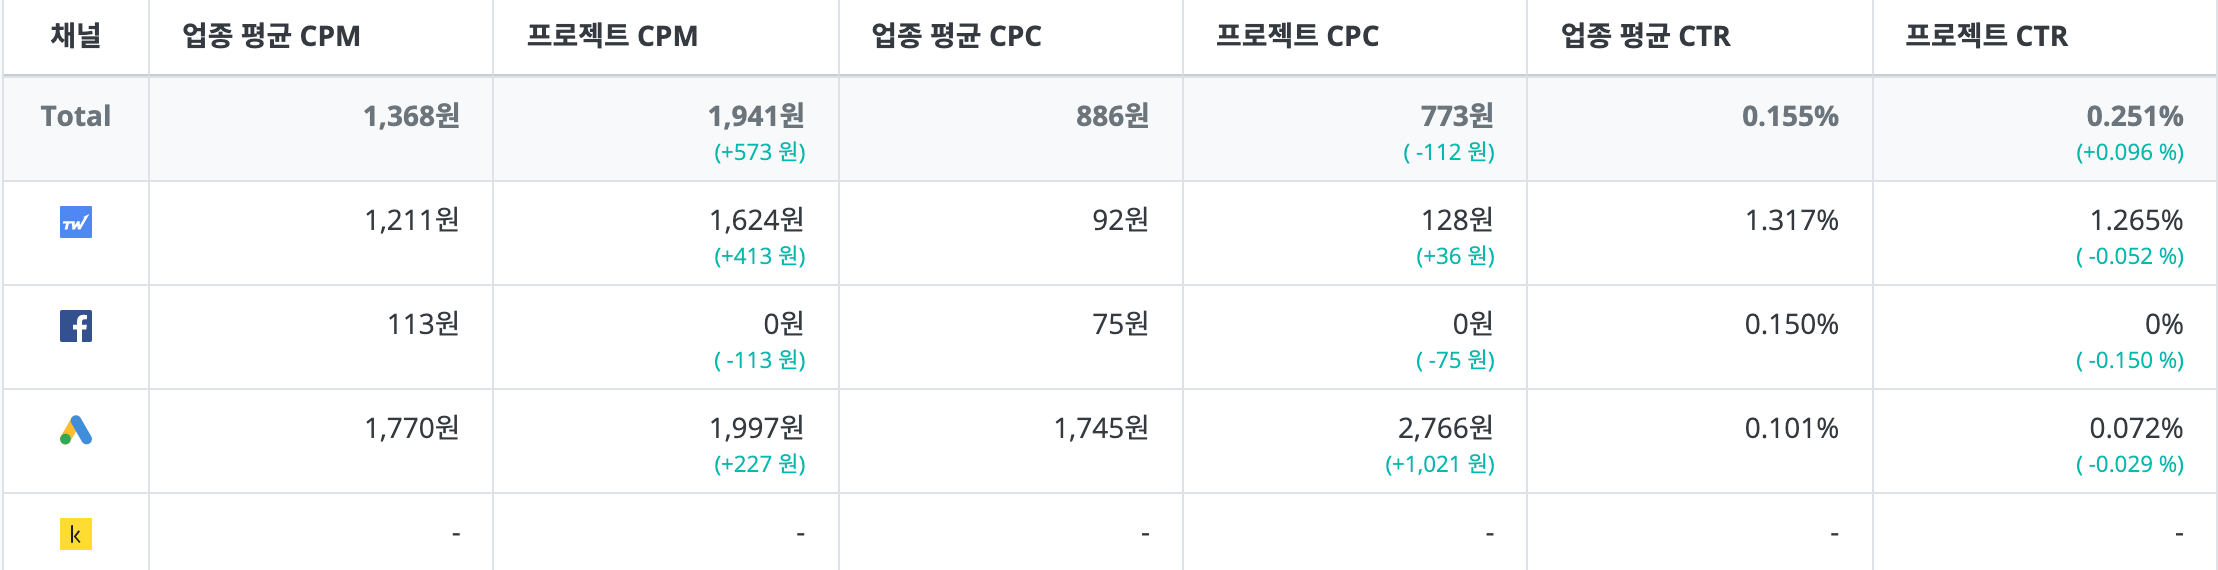 채널 업종 평균 CPM 프로젝트 CPM 업종 평균 CPC 프로젝트 CPC 업종 평균 CTR 프로젝트 CTR
Total 1,368원 1,941원 886원 773원 0.155% 0.251%
(+573 원) ( -112 원) (+0.096 %)
TW 1,211원 1,624원 92원 128원 1.317% 1.265%
(+413 원) (+36 원) ( -0.052 %)
f 113원 0원 75원 0원 0.150% 0%
( -113 원) ( -75 원) ( -0.150 %)
1,770원 1,997원 1,745원 2,766원 0.101% 0.072%
(+227 원) (+1,021 원) ( -0.029 %)
k - - - - - -